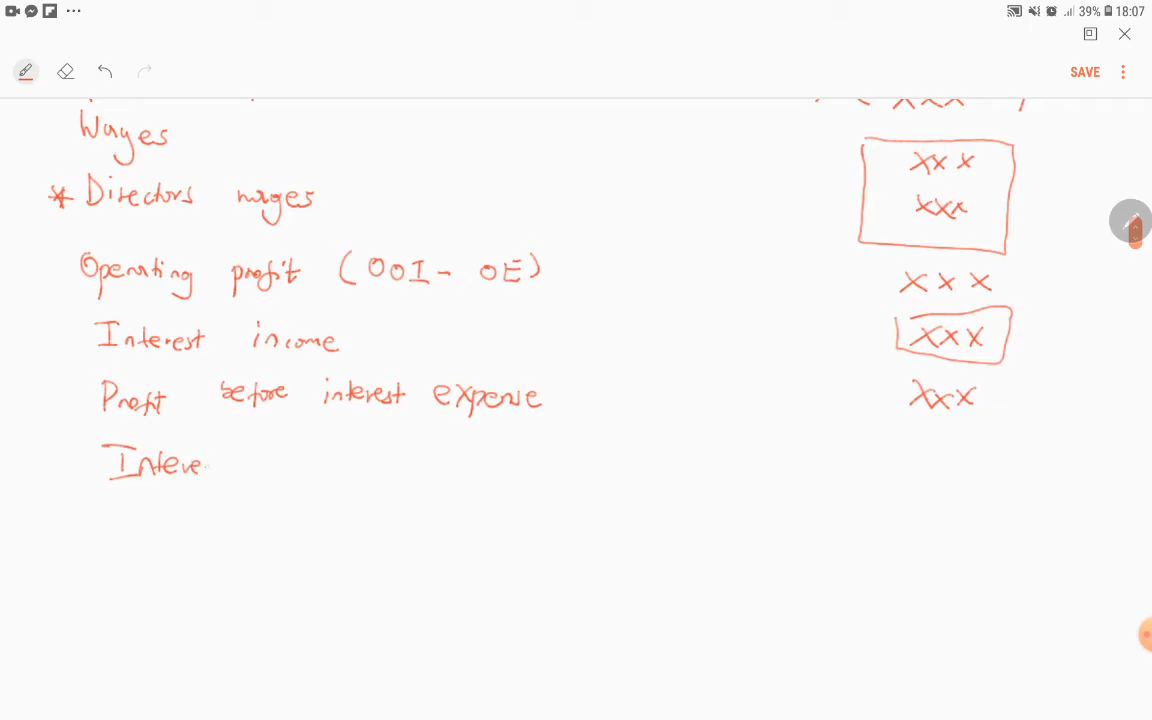 39% 18:07
SAVE
Wages
* Directors wages
xxx
xxx
Operating profit (OOI - OE) xxx
Interest income xxx
Profit before interest expense xxx
Intere